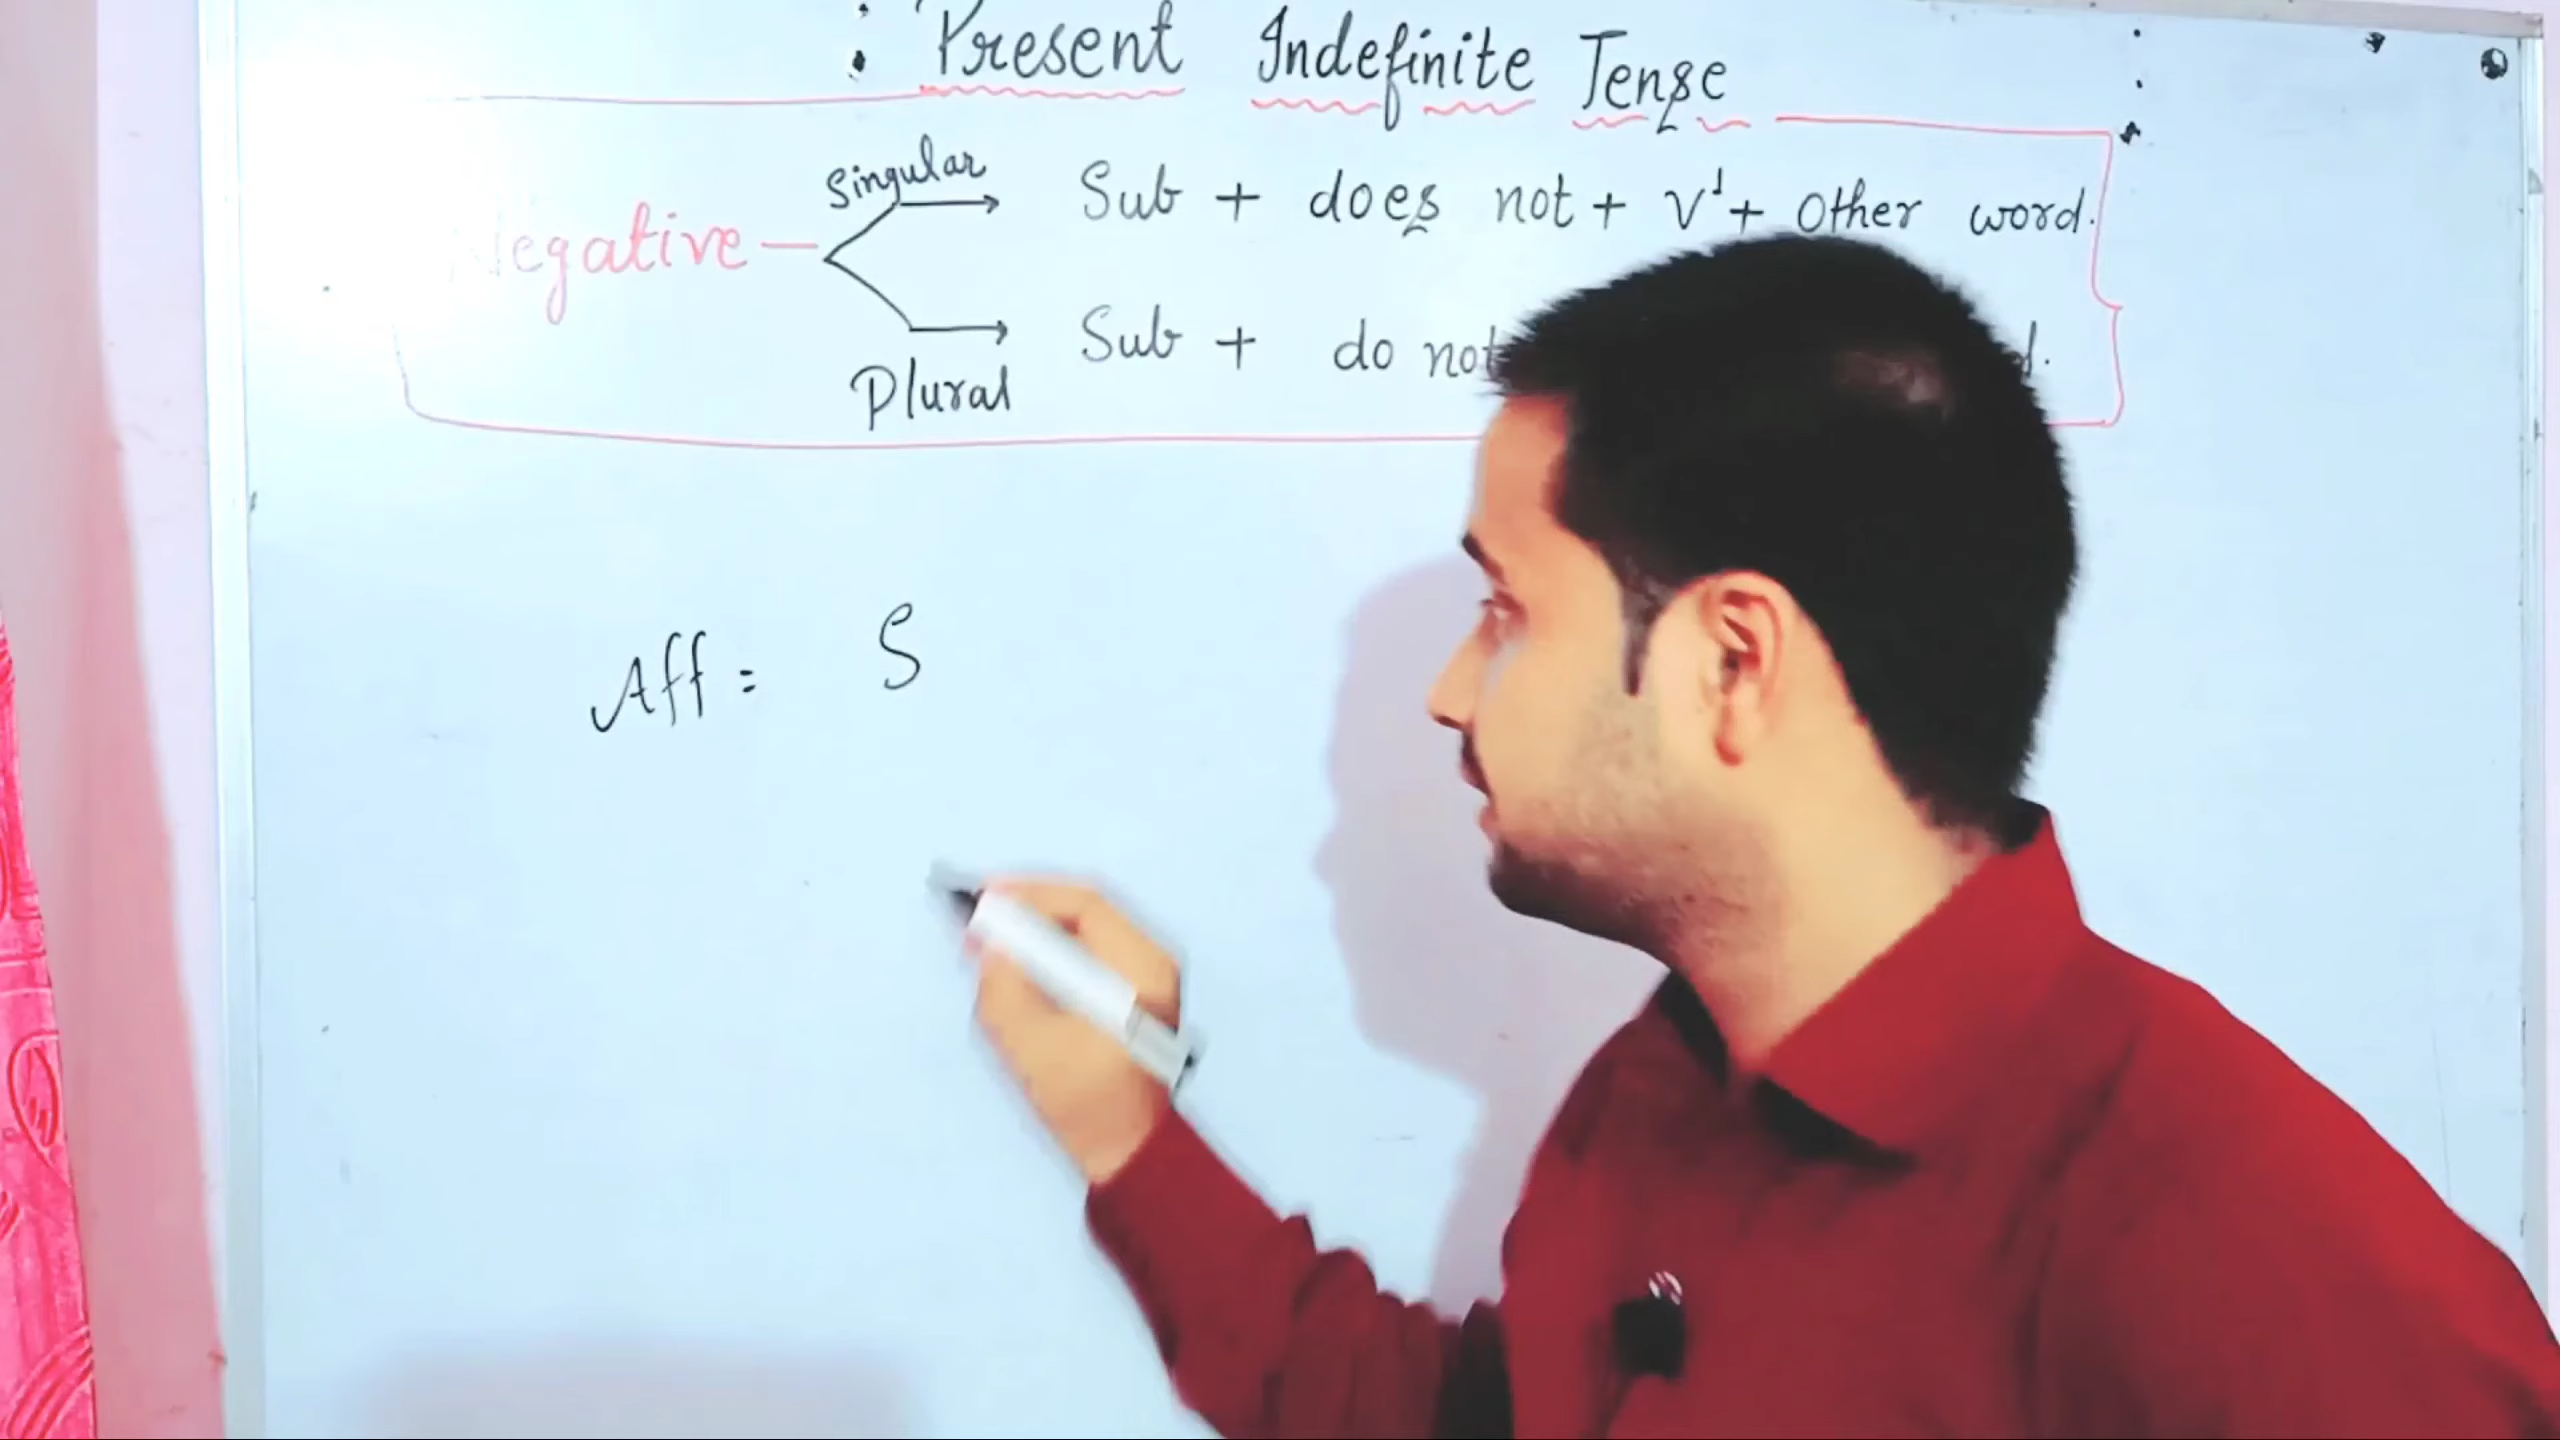 : Present Indefinite Tense :
Singular
Sub + does not + V¹ + Other word.
Negative
Sub + do not
Plural
Aff = S